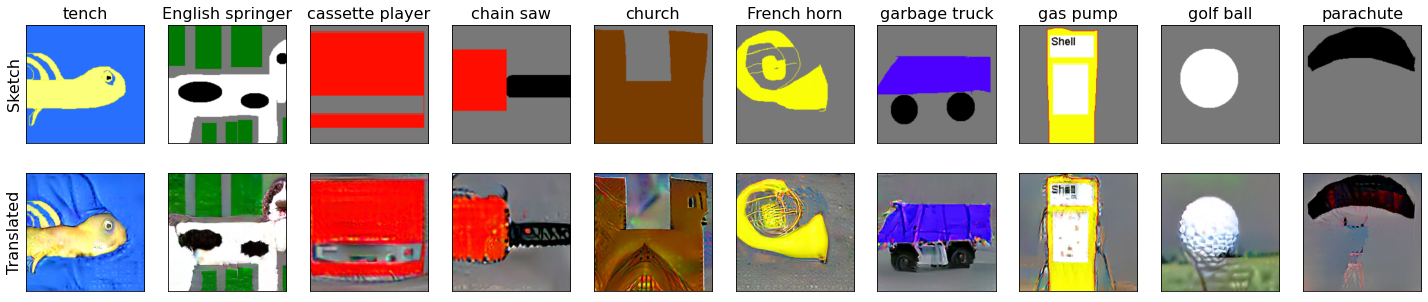 tench English springer cassette player chain saw church French horn garbage truck gas pump golf ball parachute
Sketch
Shell
Translated
Shell